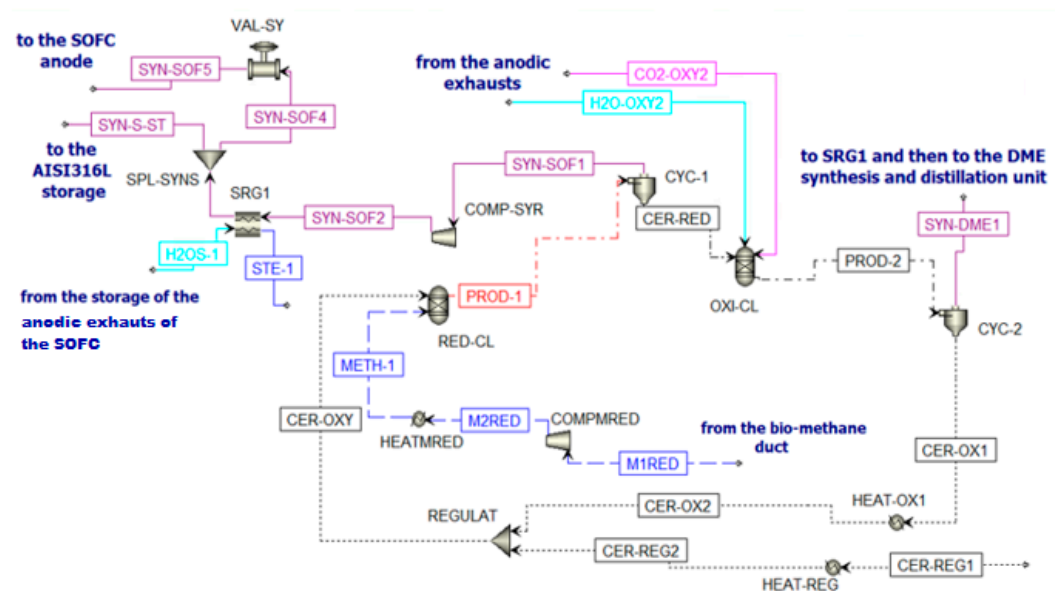 VAL-SY
to the SOFC
anode
SYN-SOF5
from the anodic
exhausts
CO2-OXY2
H2O-OXY2
SYN-S-ST
SYN-SOF4
to the
AISI316L
storage
SPL-SYNS
SRG1
SYN-SOF1
CYC-1
to SRG1 and then to the DME
synthesis and distillation unit
SYN-SOF2
COMP-SYR
CER-RED
SYN-DME1
H2OS-1
STE-1
PROD-2
OXI-CL
from the storage of the
anodic exhauts of
the SOFC
PROD-1
RED-CL
CYC-2
METH-1
CER-OXY
HEATMRED
M2RED
COMPMRED
from the bio-methane
duct
M1RED
CER-OX1
REGULAT
CER-OX2
HEAT-OX1
CER-REG2
CER-REG1
HEAT-REG